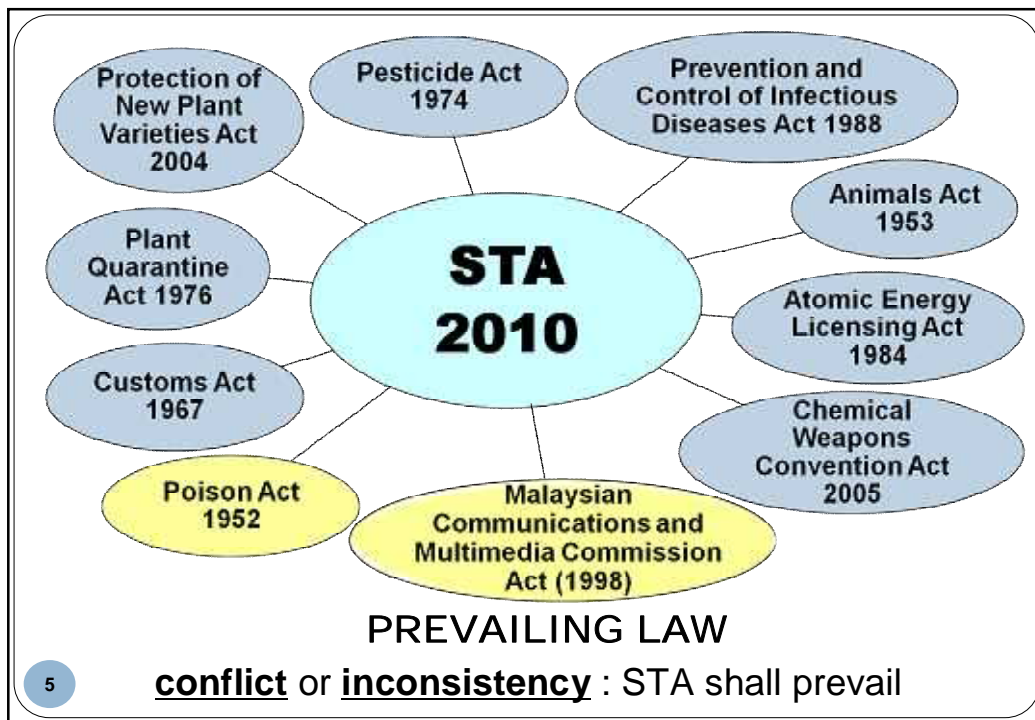 Protection of
New Plant
Varieties Act
2004
Pesticide Act
1974
Prevention and
Control of Infectious
Diseases Act 1988
Animals Act
1953
Plant
Quarantine
Act 1976
STA
2010
Atomic Energy
Licensing Act
1984
Customs Act
1967
Chemical
Weapons
Convention Act
2005
Poison Act
1952
Malaysian
Communications and
Multimedia Commission
Act (1998)
PREVAILING LAW
5
conflict or inconsistency : STA shall prevail